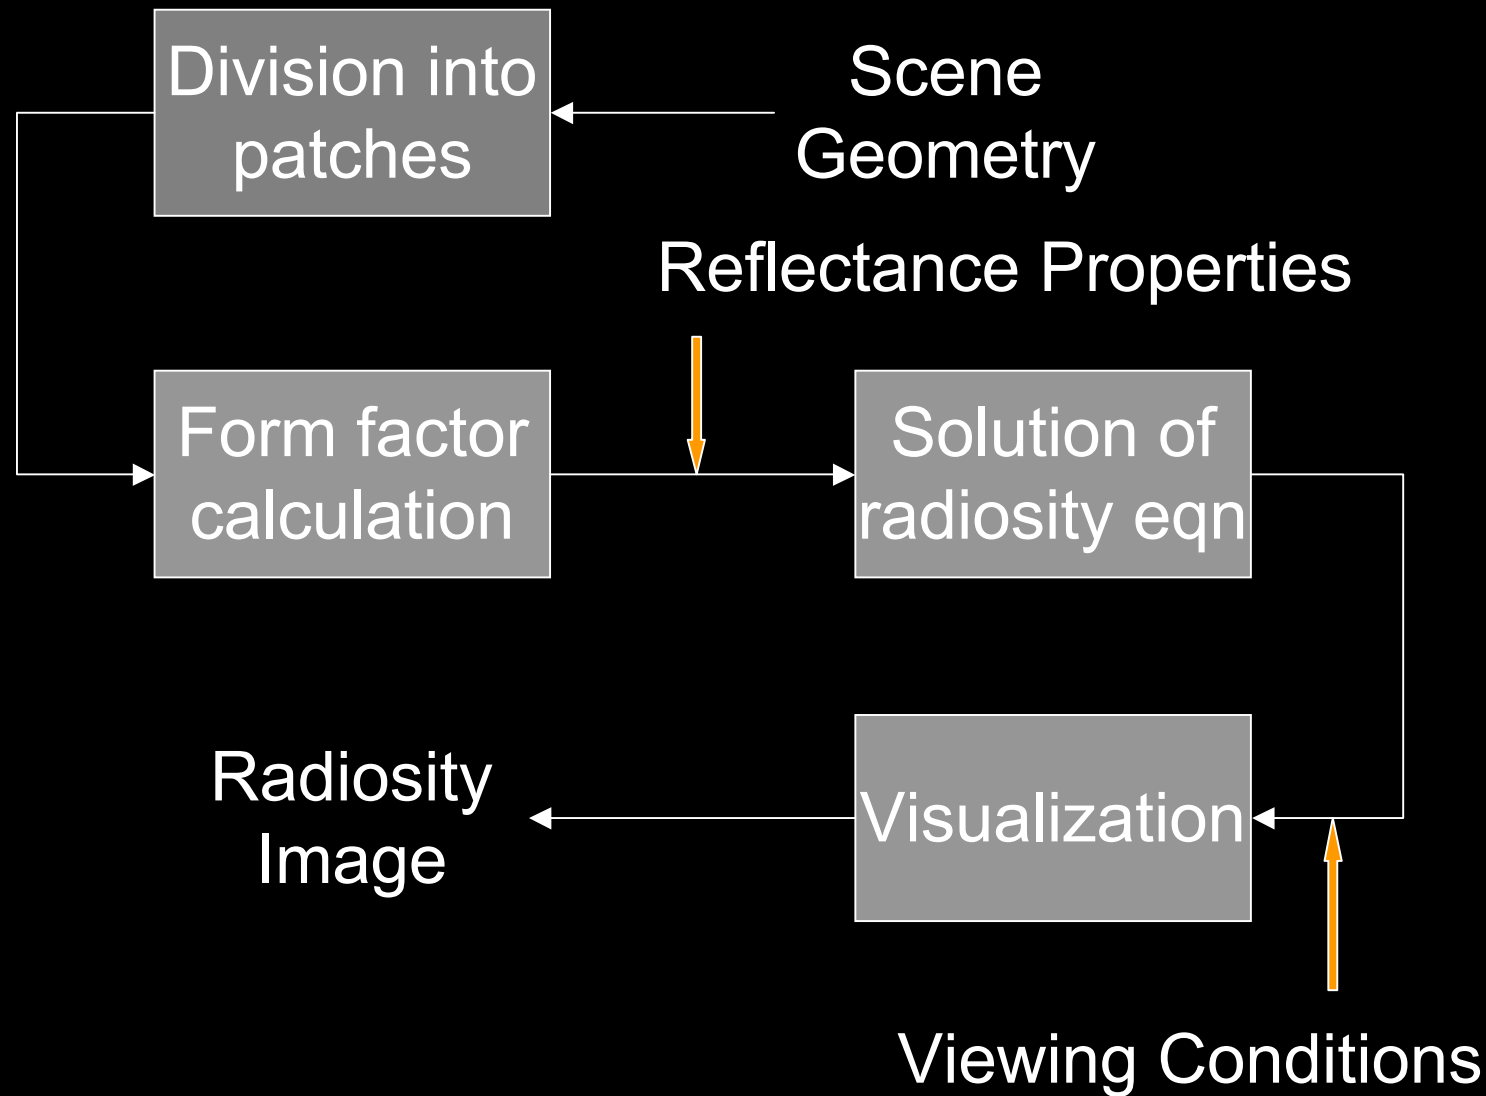 Division into
patches
Scene
Geometry
Reflectance Properties
Form factor
calculation
Solution of
radiosity eqn
Radiosity
Image
Visualization
Viewing Conditions